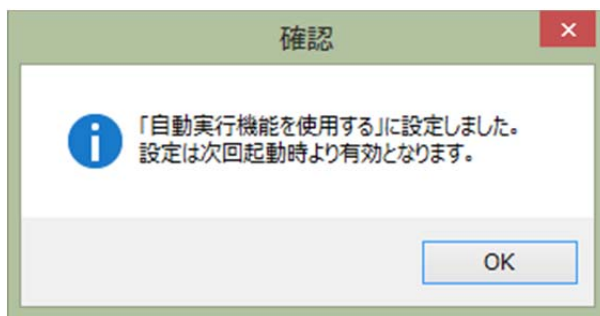 確認
「自動実行機能を使用する」に設定しました。
設定は次回起動時より有効となります。
OK